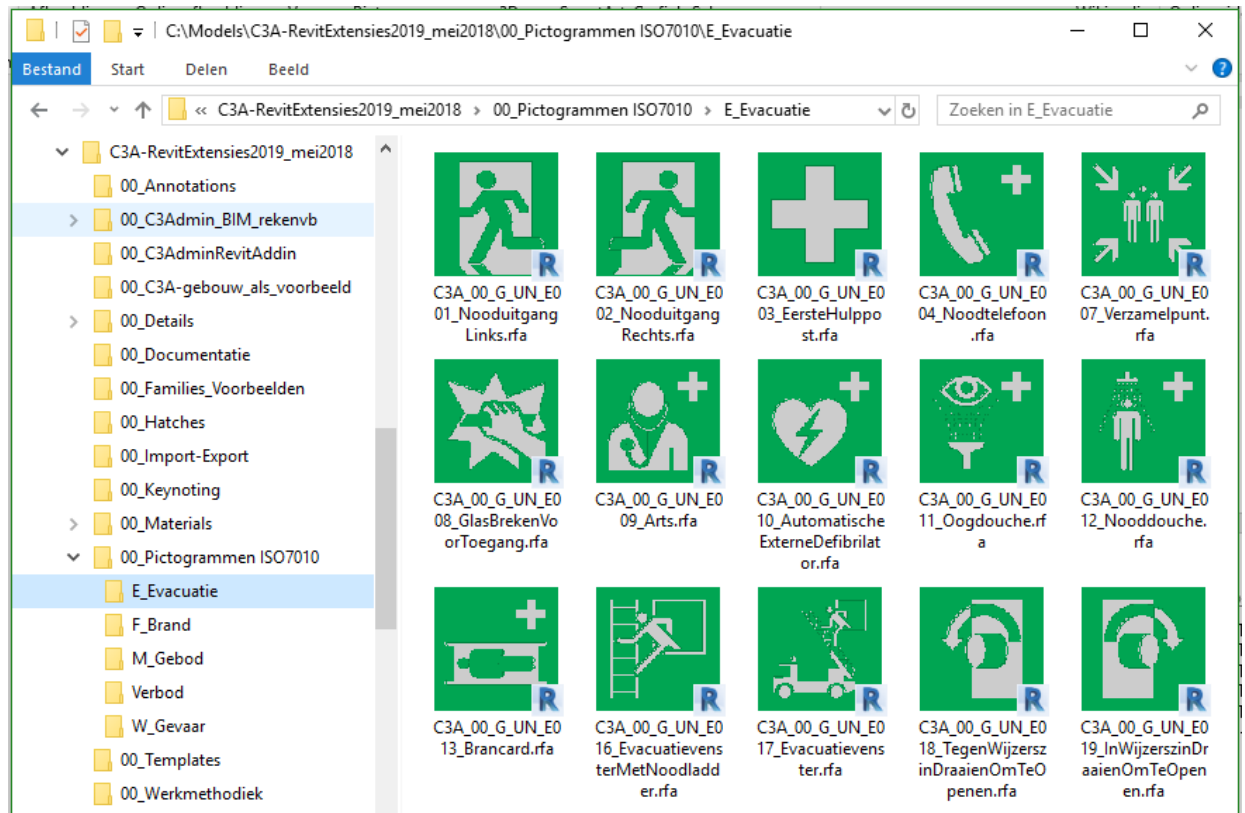 C:\Models\C3A-RevitExtensies2019_mei2018\00_Pictogrammen ISO7010\E_Evacuatie
Bestand Start Delen Beeld
« C3A-RevitExtensies2019_mei2018 > 00_Pictogrammen ISO7010 > E_Evacuatie
Zoeken in E_Evacuatie
C3A-RevitExtensies2019_mei2018
00_Annotations
00_C3Admin_BIM_rekenvb
00_C3AdminRevitAddin
00_C3A-gebouw_als_voorbeeld
00_Details
00_Documentatie
00_Families_Voorbeelden
00_Hatches
00_Import-Export
00_Keynoting
00_Materials
00_Pictogrammen ISO7010
E_Evacuatie
F_Brand
M_Gebod
Verbod
W_Gevaar
00_Templates
00_Werkmethodiek
C3A_00_G_UN_E0
01_Nooduitgang
Links.rfa
C3A_00_G_UN_E0
02_Nooduitgang
Rechts.rfa
C3A_00_G_UN_E0
03_EersteHulppo
st.rfa
C3A_00_G_UN_E0
04_Noodtelefoon
.rfa
C3A_00_G_UN_E0
07_Verzamelpunt.
rfa
C3A_00_G_UN_E0
08_GlasBrekenVo
orToegang.rfa
C3A_00_G_UN_E0
09_Arts.rfa
C3A_00_G_UN_E0
10_Automatische
ExterneDefibrilat
or.rfa
C3A_00_G_UN_E0
11_Oogdouche.rf
a
C3A_00_G_UN_E0
12_Nooddouche.
rfa
C3A_00_G_UN_E0
13_Brancard.rfa
C3A_00_G_UN_E0
16_Evacuatievens
terMetNoodladd
er.rfa
C3A_00_G_UN_E0
17_Evacuatievens
ter.rfa
C3A_00_G_UN_E0
18_TegenWijzersz
inDraaienOmTeO
penen.rfa
C3A_00_G_UN_E0
19_InWijzerszinDr
aaienOmTeOpen
en.rfa